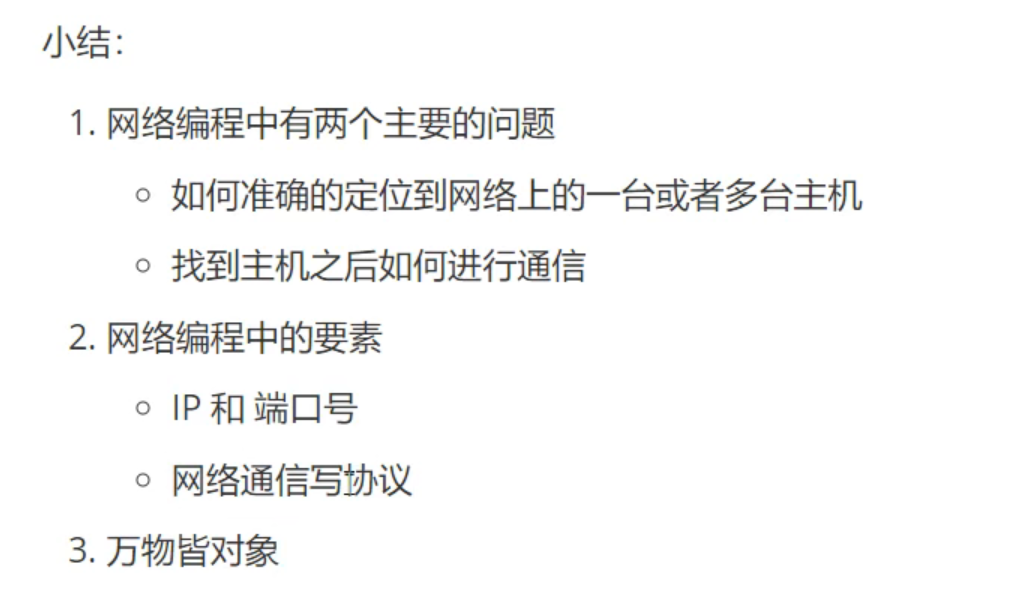 小结：
1. 网络编程中有两个主要的问题
○ 如何准确的定位到网络上的一台或者多台主机
○ 找到主机之后如何进行通信
2. 网络编程中的要素
○ IP 和 端口号
○ 网络通信写协议
3. 万物皆对象